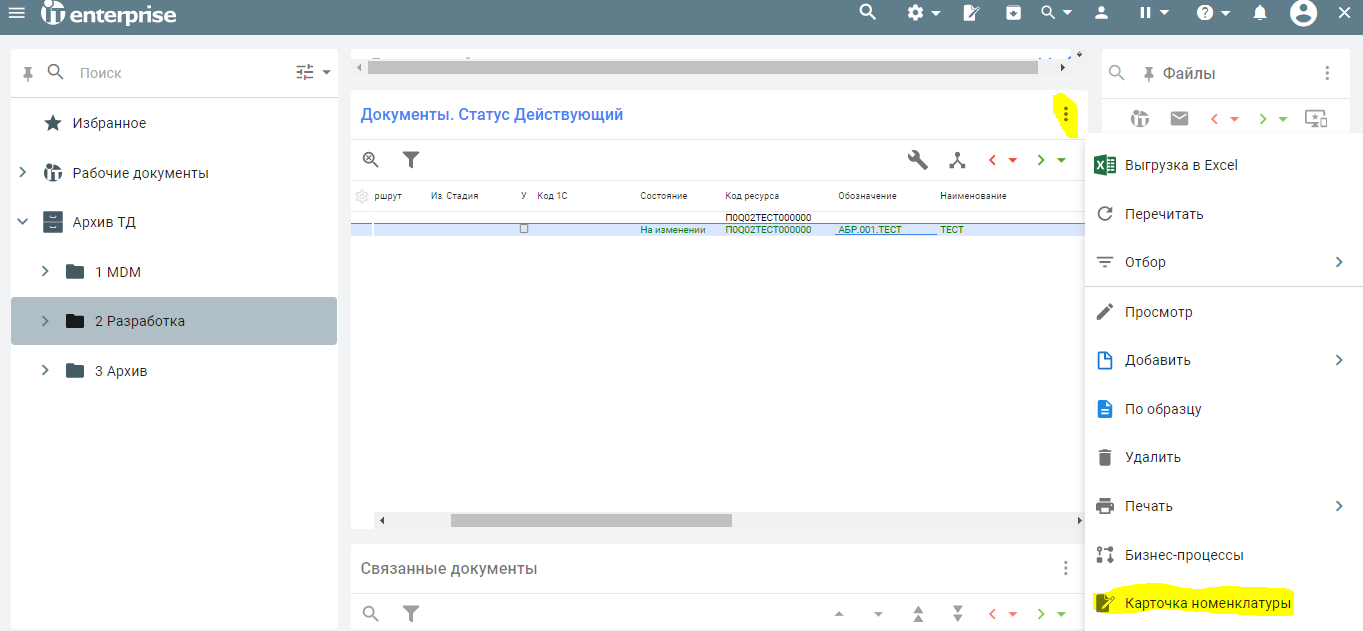 enterprise
Поиск
Избранное
Рабочие документы
Архив ТД
1 MDM
2 Разработка
3 Архив
Документы. Статус Действующий
ршрут Из. Стадия У Код 1С Состояние Код ресурса Обозначение Наименование
П0Q02ТЕСТ000000
На изменении П0Q02ТЕСТ000000 АБР.001.ТЕСТ ТЕСТ
Связанные документы
Файлы
Выгрузка в Excel
Перечитать
Отбор
Просмотр
Добавить
По образцу
Удалить
Печать
Бизнес-процессы
Карточка номенклатуры